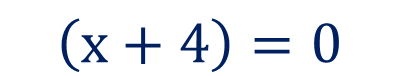 (x + 4) = 0